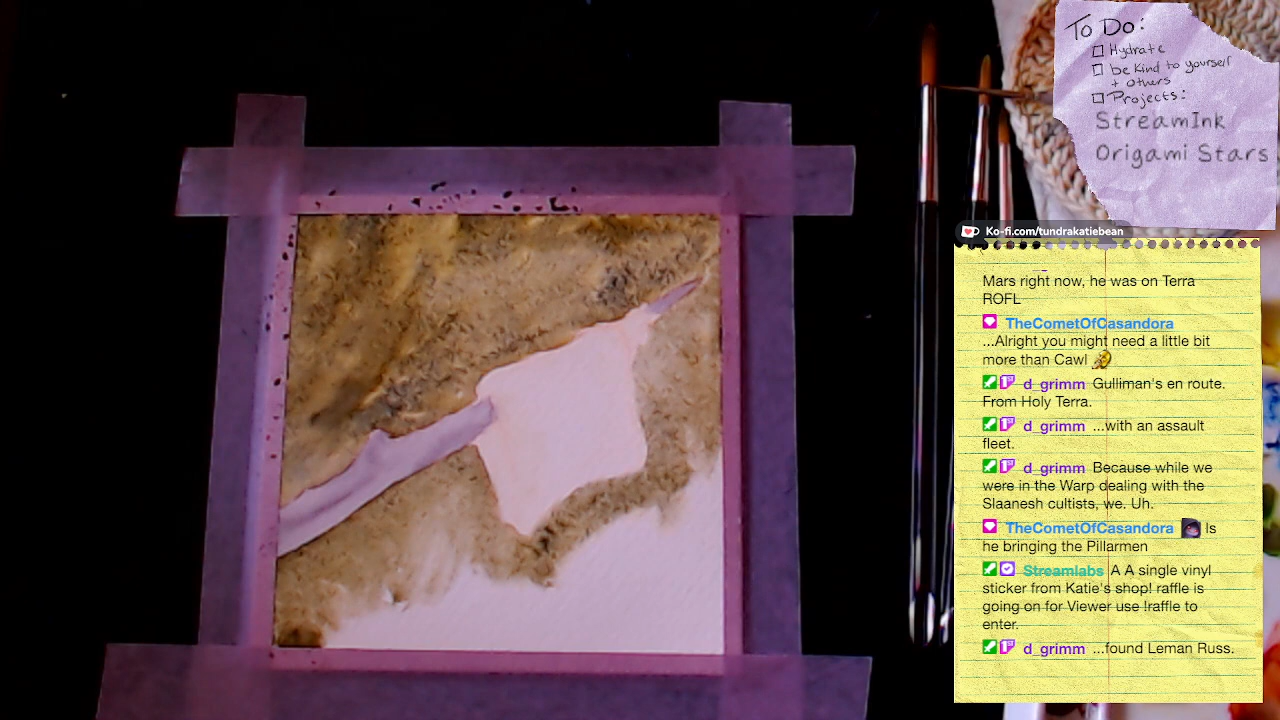 To Do:
Hydrate
be Kind to yourself
+ others
Projects:
StreamInk
Origami Stars
Ko-fi.com/tundrakatiebean
Mars right now, he was on Terra
ROFL
TheCometOfCasandora
...Alright you might need a little bit
more than Cawl
d_grimm Gulliman's en route.
From Holy Terra.
d_grimm ...with an assault
fleet.
d_grimm Because while we
were in the Warp dealing with the
Slaanesh cultists, we. Uh.
TheCometOfCasandora Is
he bringing the Pillarmen
Streamlabs A A single vinyl
sticker from Katie's shop! raffle is
going on for Viewer use !raffle to
enter.
d_grimm ...found Leman Russ.